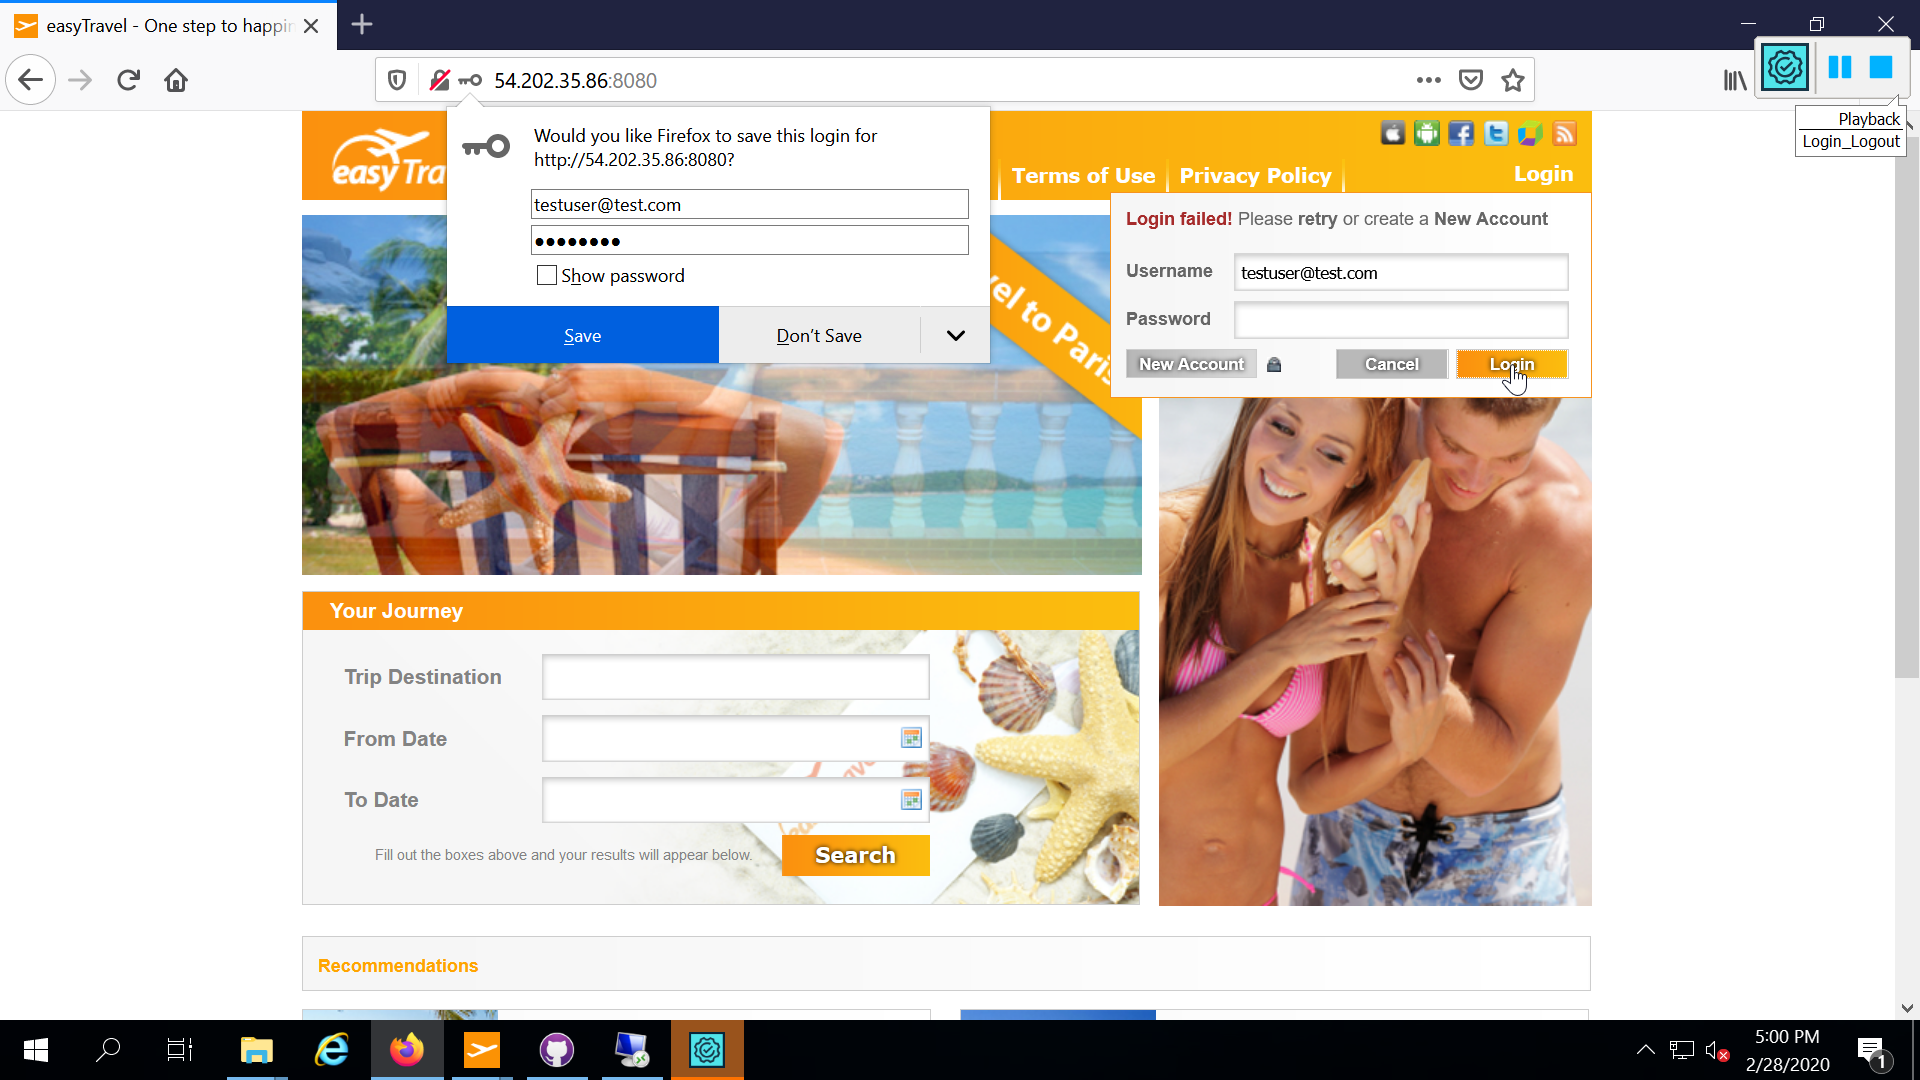 easyTravel - One step to happin
54.202.35.86:8080
Playback
Login_Logout
Would you like Firefox to save this login for
http://54.202.35.86:8080?
testuser@test.com
••••••••
Show password
Save
Don't Save
easyTra
Terms of Use
Privacy Policy
Login
Login failed! Please retry or create a New Account
Username
testuser@test.com
Password
New Account
Cancel
Login
vel to Paris
Your Journey
Trip Destination
From Date
To Date
Fill out the boxes above and your results will appear below.
Search
Recommendations
5:00 PM
2/28/2020
1